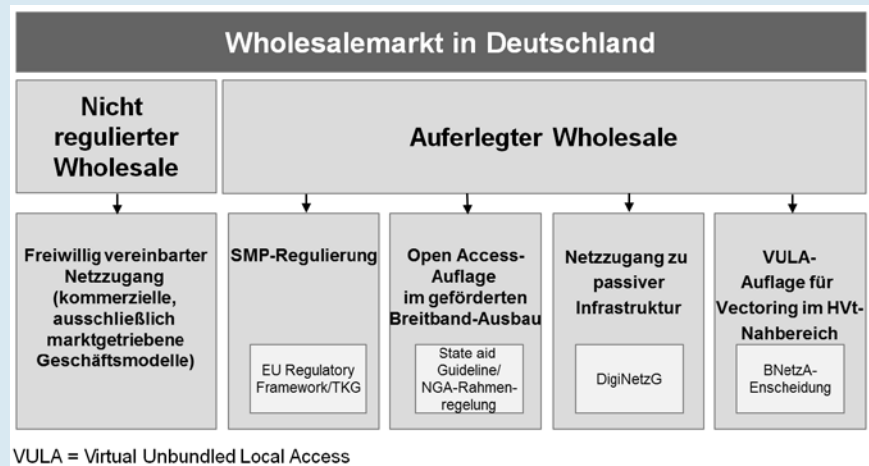 Wholesalemarkt in Deutschland
Nicht
regulierter
Wholesale
Auferlegter Wholesale
Freiwillig vereinbarter
Netzzugang
(kommerzielle,
ausschließlich
marktgetriebene
Geschäftsmodelle)
SMP-Regulierung
EU Regulatory
Framework/TKG
Open Access-
Auflage
im geförderten
Breitband-Ausbau
State aid
Guideline/
NGA-Rahmen-
regelung
Netzzugang zu
passiver
Infrastruktur
DigiNetzG
VULA-
Auflage für
Vectoring im HVt-
Nahbereich
BNetzA-
Enscheidung
VULA = Virtual Unbundled Local Access